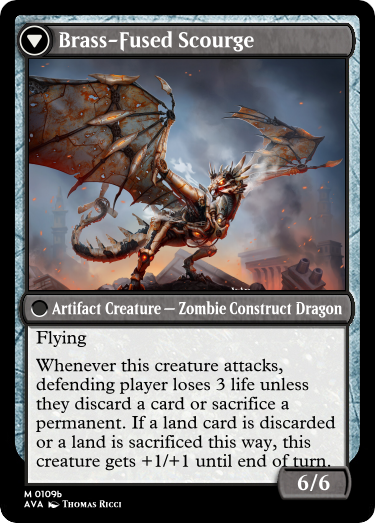 Brass-Fused Scourge
Artifact Creature — Zombie Construct Dragon
Flying
Whenever this creature attacks,
defending player loses 3 life unless
they discard a card or sacrifice a
permanent. If a land card is discarded
or a land is sacrificed this way, this
creature gets +1/+1 until end of turn.
6/6
M 0109b
AVA Thomas Ricci